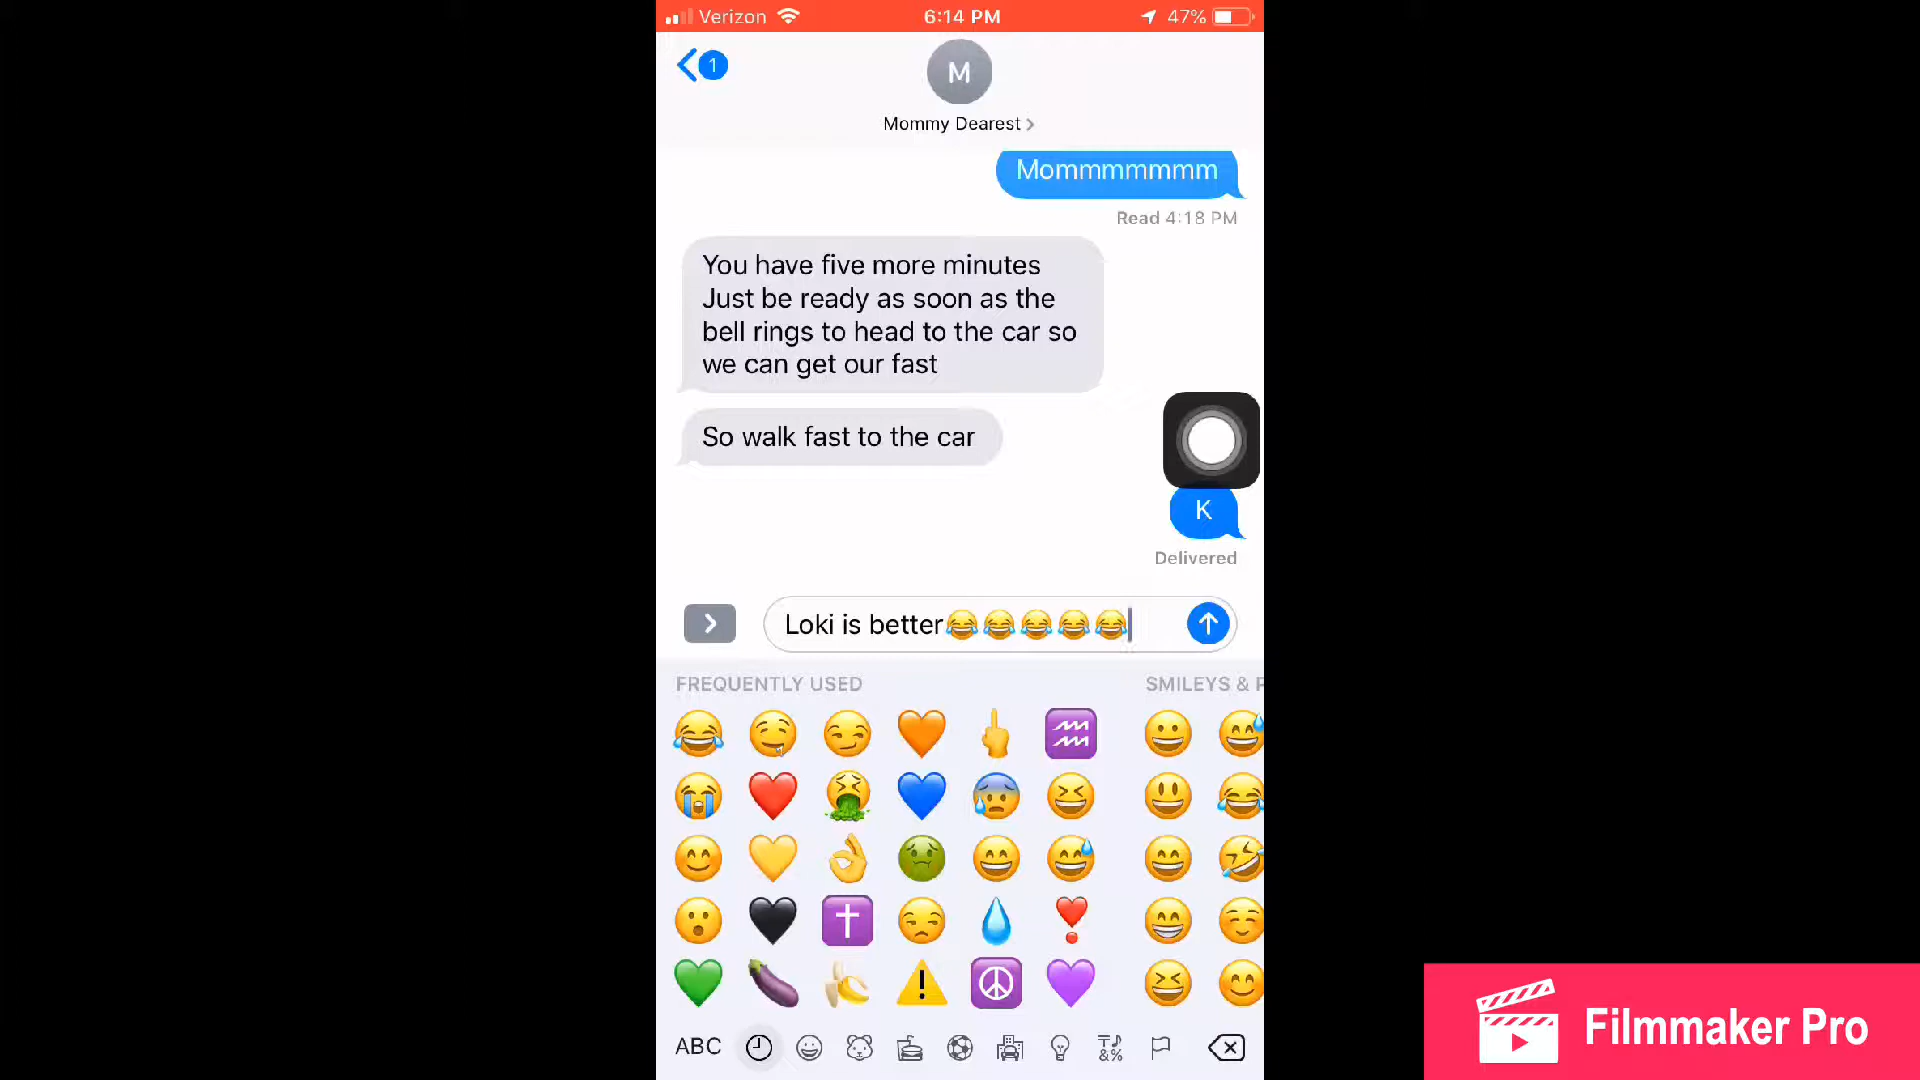 Verizon 6:14 PM 47%
1
M
Mommy Dearest
Mommmmmmm
Read 4:18 PM
You have five more minutes
Just be ready as soon as the
bell rings to head to the car so
we can get our fast
So walk fast to the car
K
Delivered
Loki is better😂😂😂😂😂
FREQUENTLY USED SMILEYS & P
ABC
Filmmaker Pro